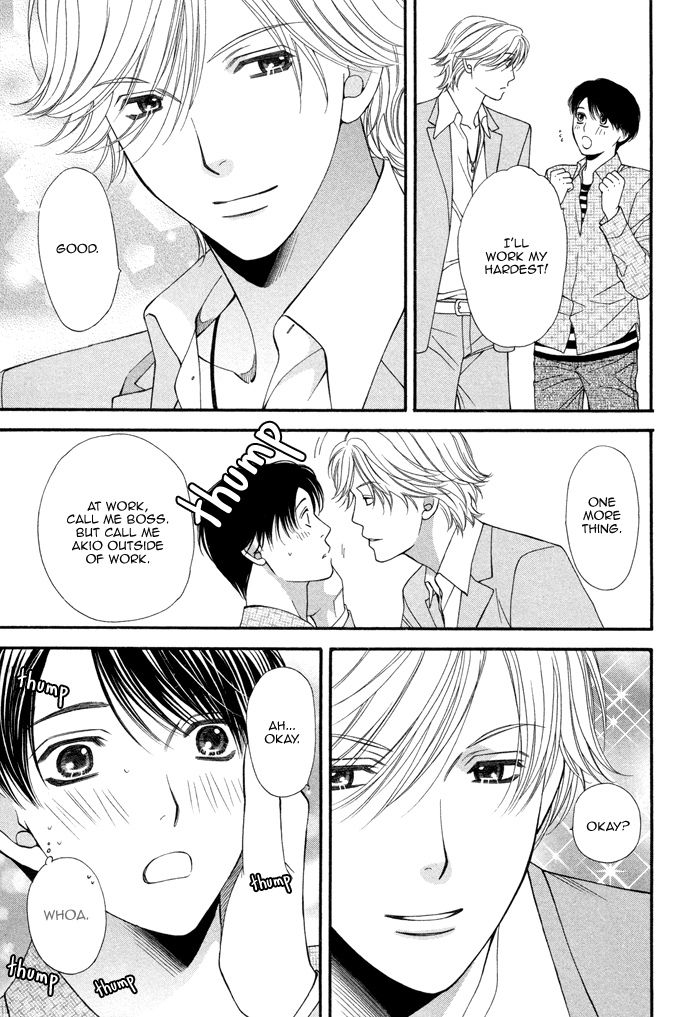 I'LL
WORK MY
HARDEST!
GOOD.
ONE
MORE
THING.
thump
AT WORK,
CALL ME BOSS.
BUT CALL ME
AKIO OUTSIDE
OF WORK.
OKAY?
AH...
OKAY.
thump
thump
WHOA.
thump
thump